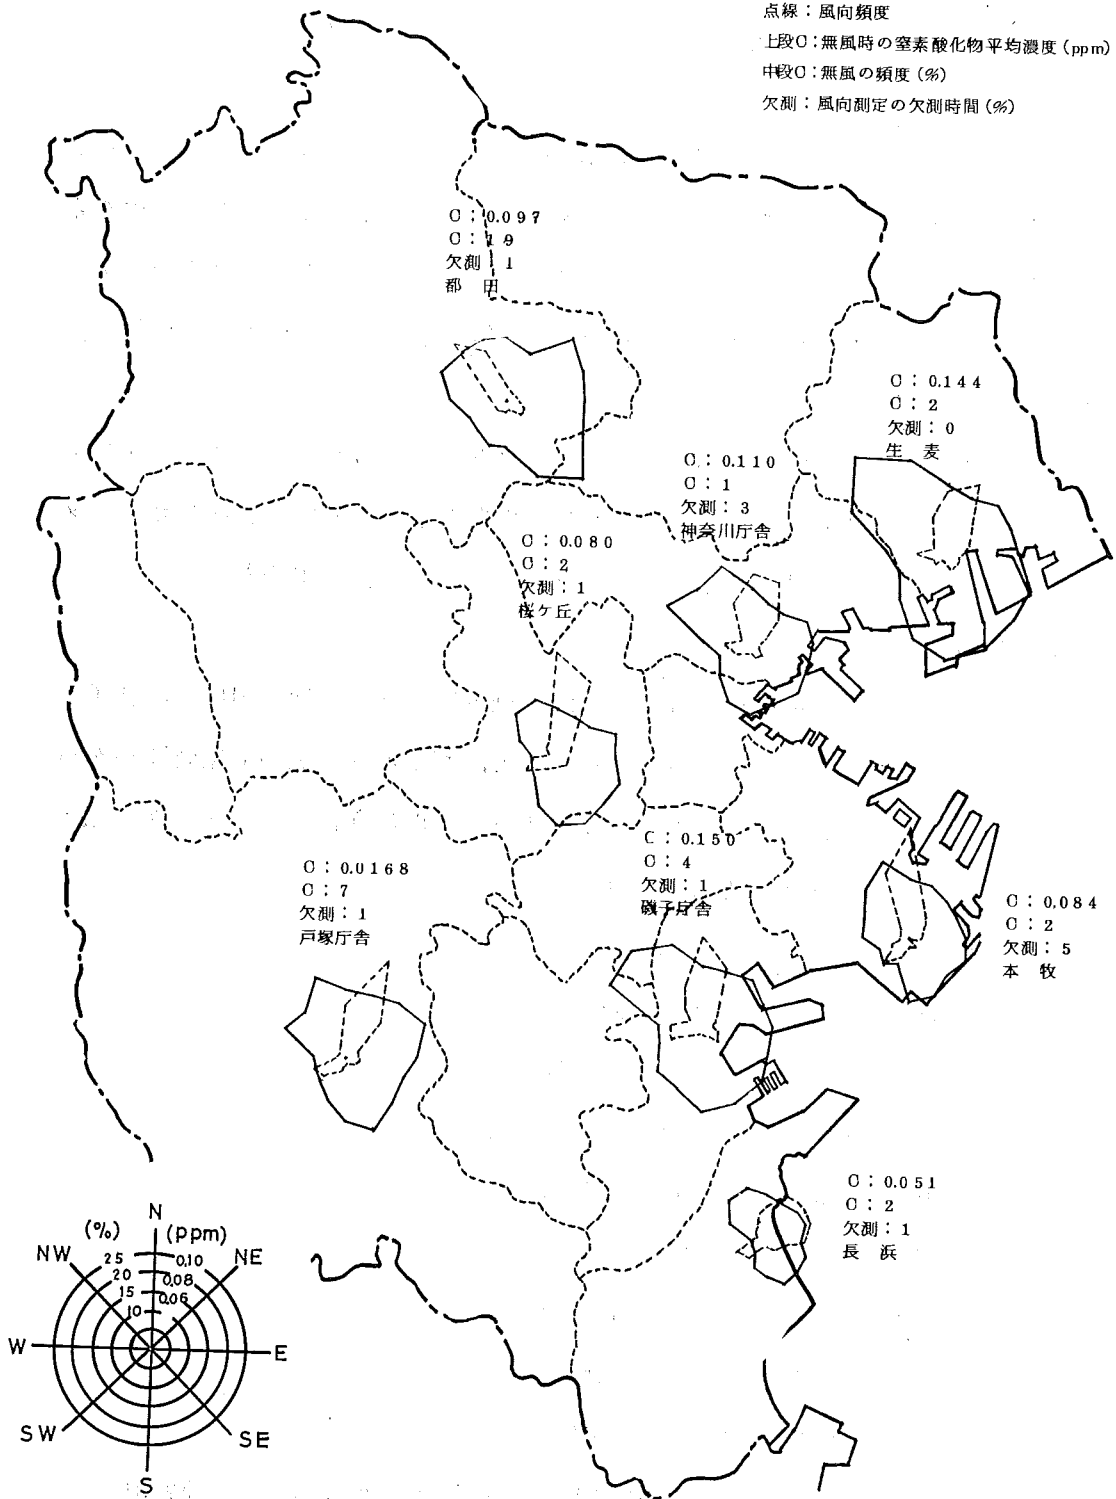 点線：風向頻度
上段C：無風時の窒素酸化物平均濃度(ppm)
中段C：無風の頻度(%)
欠測：風向測定の欠測時間(%)
C：0.097
C：19
欠測：1
都 田
C：0.144
C：2
欠測：0
生 麦
C：0.110
C：1
欠測：3
神奈川庁舎
C：0.080
C：2
欠測：1
桜ケ丘
C：0.150
C：4
欠測：1
磯子庁舎
C：0.0168
C：7
欠測：1
戸塚庁舎
C：0.084
C：2
欠測：5
本 牧
C：0.051
C：2
欠測：1
長 浜
N
(%) (ppm)
NW NE
25 0.10
20 0.08
15 0.06
10
W E
SW SE
S